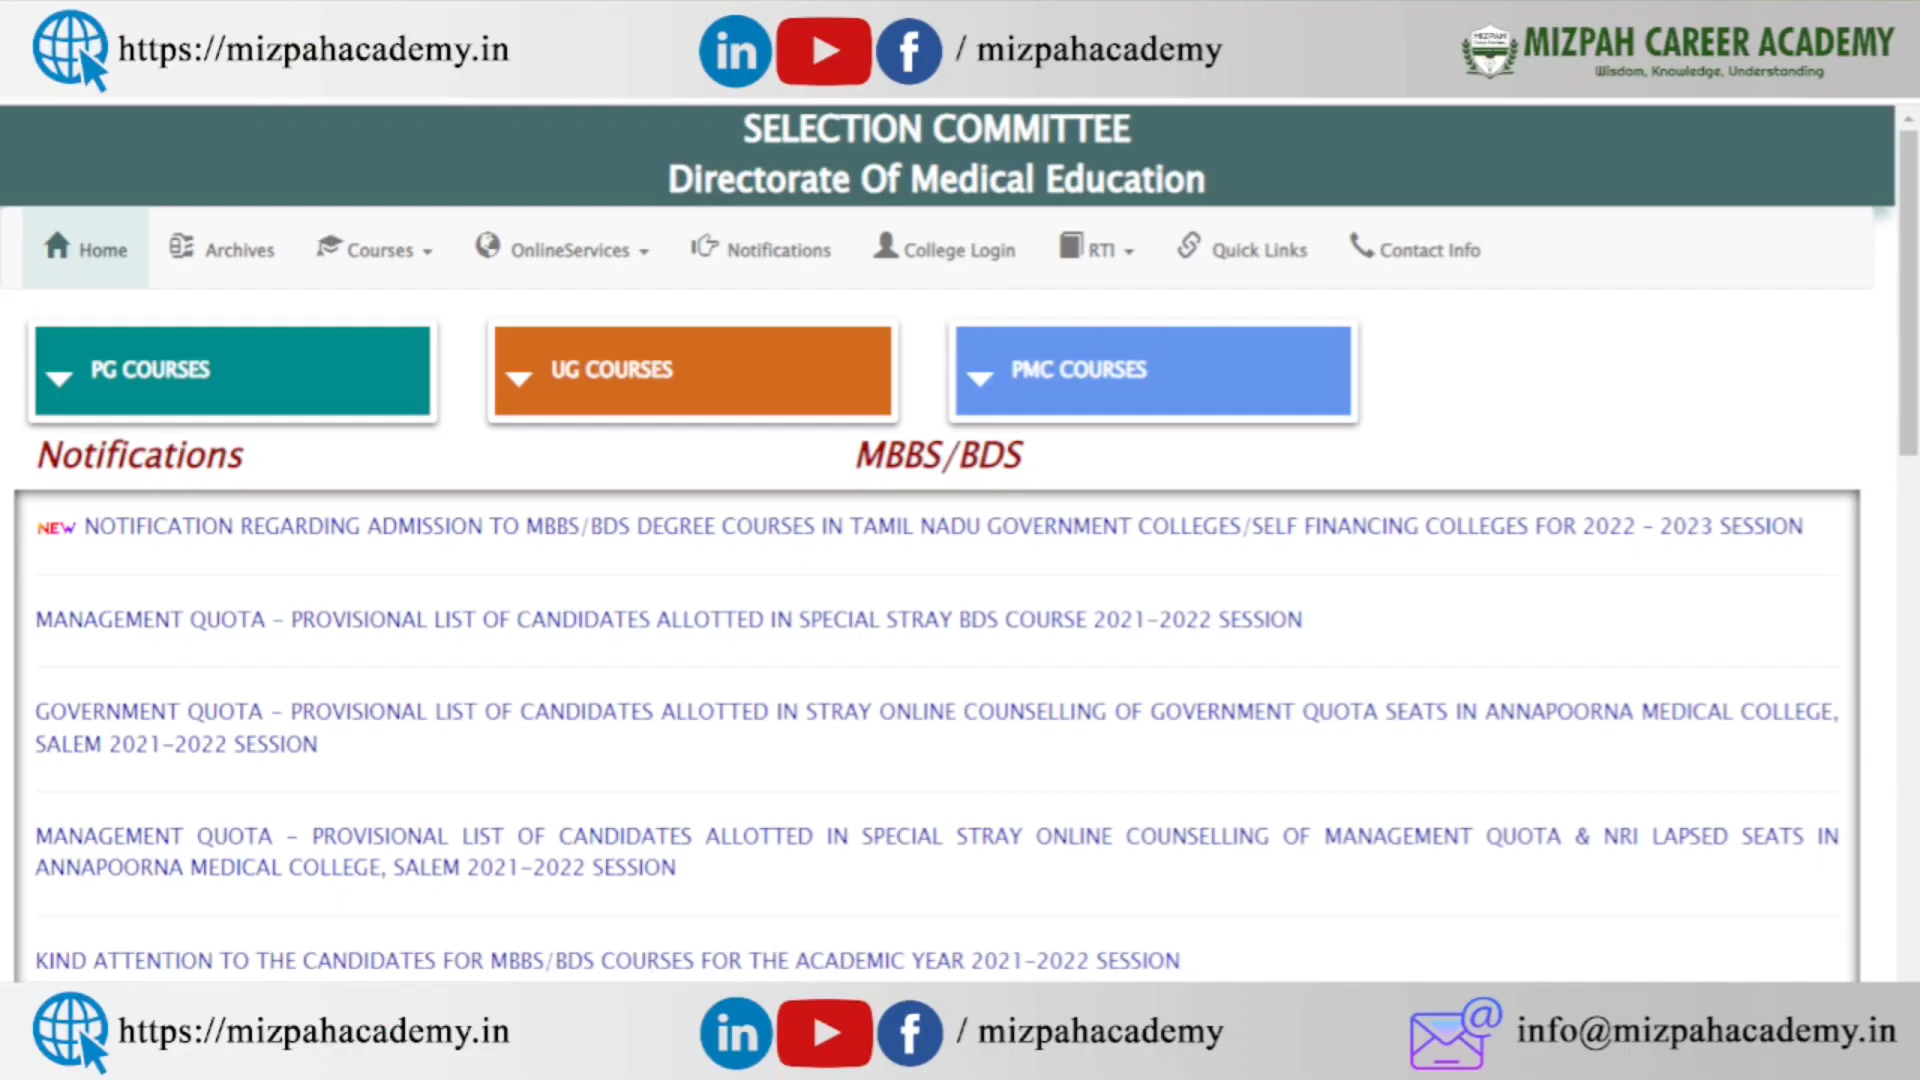 https://mizpahacademy.in
in f / mizpahacademy
MIZPAH
MIZPAH CAREER ACADEMY
Wisdom, Knowledge, Understanding
SELECTION COMMITTEE
Directorate Of Medical Education
Home Archives Courses OnlineServices Notifications College Login RTI Quick Links Contact Info
PG COURSES
UG COURSES
PMC COURSES
Notifications
MBBS/BDS
NEW NOTIFICATION REGARDING ADMISSION TO MBBS/BDS DEGREE COURSES IN TAMIL NADU GOVERNMENT COLLEGES/SELF FINANCING COLLEGES FOR 2022 - 2023 SESSION
MANAGEMENT QUOTA - PROVISIONAL LIST OF CANDIDATES ALLOTTED IN SPECIAL STRAY BDS COURSE 2021-2022 SESSION
GOVERNMENT QUOTA - PROVISIONAL LIST OF CANDIDATES ALLOTTED IN STRAY ONLINE COUNSELLING OF GOVERNMENT QUOTA SEATS IN ANNAPOORNA MEDICAL COLLEGE,
SALEM 2021-2022 SESSION
MANAGEMENT QUOTA - PROVISIONAL LIST OF CANDIDATES ALLOTTED IN SPECIAL STRAY ONLINE COUNSELLING OF MANAGEMENT QUOTA & NRI LAPSED SEATS IN
ANNAPOORNA MEDICAL COLLEGE, SALEM 2021-2022 SESSION
KIND ATTENTION TO THE CANDIDATES FOR MBBS/BDS COURSES FOR THE ACADEMIC YEAR 2021-2022 SESSION
https://mizpahacademy.in
in f / mizpahacademy
@ info@mizpahacademy.in